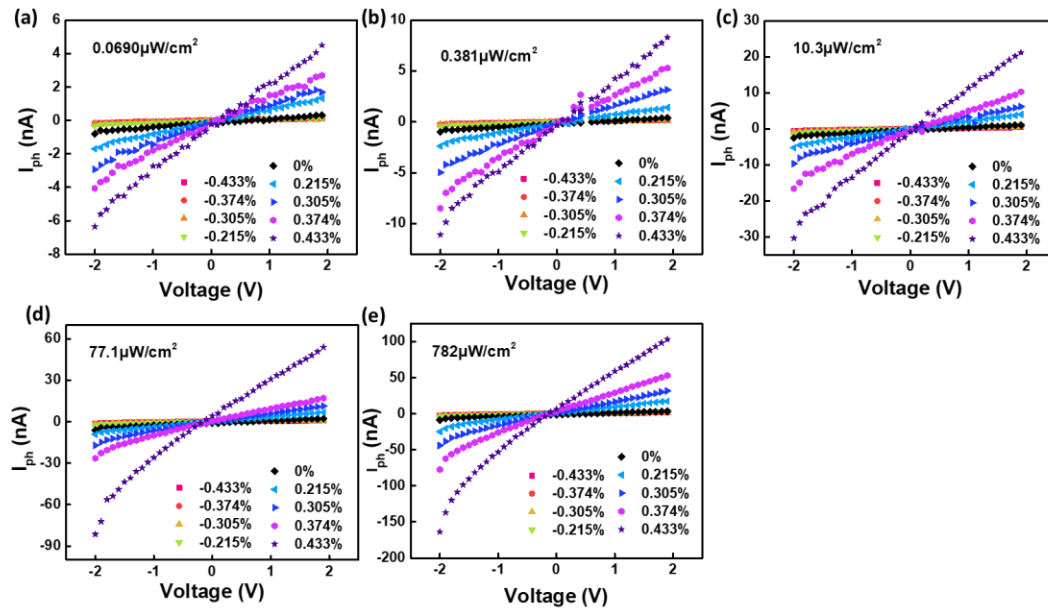 (a)
0.0690μW/cm²
6
4
2
0
-2
-4
-6
8
Iph (nA)
-2 -1 0 1 2
Voltage (V)
0%
-0.433% 0.215%
-0.374% 0.305%
-0.305% 0.374%
-0.215% 0.433%
(b)
0.381μW/cm²
10
5
0
-5
-10
Iph (nA)
-2 -1 0 1 2
Voltage (V)
0%
-0.433% 0.215%
-0.374% 0.305%
-0.305% 0.374%
-0.215% 0.433%
(c)
10.3μW/cm²
30
20
10
0
-10
-20
-30
Iph (nA)
-2 -1 0 1 2
Voltage (V)
0%
-0.433% 0.215%
-0.374% 0.305%
-0.305% 0.374%
-0.215% 0.433%
(d)
77.1μW/cm²
60
30
0
-30
-60
-90
Iph (nA)
-2 -1 0 1 2
Voltage (V)
0%
-0.433% 0.215%
-0.374% 0.305%
-0.305% 0.374%
-0.215% 0.433%
(e)
782μW/cm²
100
50
0
-50
-100
-150
-200
Iph (nA)
-2 -1 0 1 2
Voltage (V)
0%
-0.433% 0.215%
-0.374% 0.305%
-0.305% 0.374%
-0.215% 0.433%